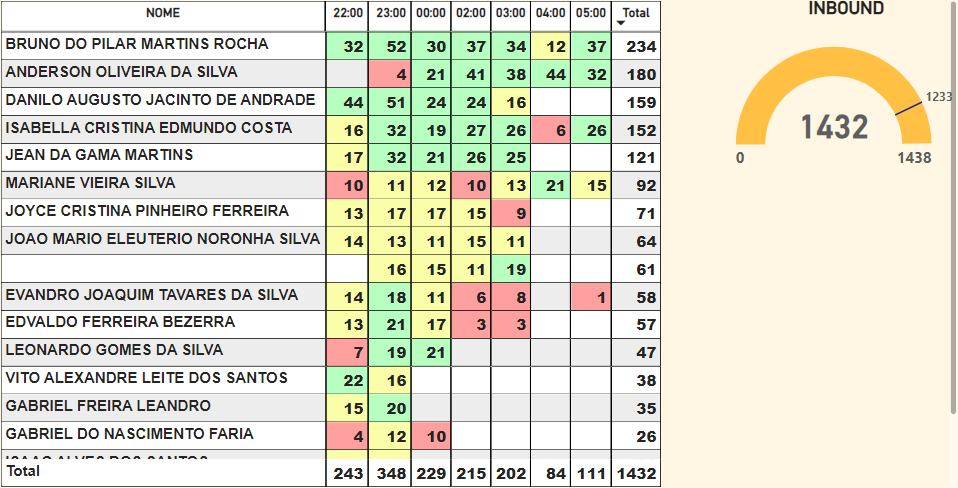 NOME 22:00 23:00 00:00 02:00 03:00 04:00 05:00 Total
BRUNO DO PILAR MARTINS ROCHA 32 52 30 37 34 12 37 234
ANDERSON OLIVEIRA DA SILVA 4 21 41 38 44 32 180
DANILO AUGUSTO JACINTO DE ANDRADE 44 51 24 24 16 159
ISABELLA CRISTINA EDMUNDO COSTA 16 32 19 27 26 6 26 152
JEAN DA GAMA MARTINS 17 32 21 26 25 121
MARIANE VIEIRA SILVA 10 11 12 10 13 21 15 92
JOYCE CRISTINA PINHEIRO FERREIRA 13 17 17 15 9 71
JOAO MARIO ELEUTERIO NORONHA SILVA 14 13 11 15 11 64
16 15 11 19 61
EVANDRO JOAQUIM TAVARES DA SILVA 14 18 11 6 8 1 58
EDVALDO FERREIRA BEZERRA 13 21 17 3 3 57
LEONARDO GOMES DA SILVA 7 19 21 47
VITO ALEXANDRE LEITE DOS SANTOS 22 16 38
GABRIEL FREIRA LEANDRO 15 20 35
GABRIEL DO NASCIMENTO FARIA 4 12 10 26
Total 243 348 229 215 202 84 111 1432
INBOUND
1233
1432
0 1438